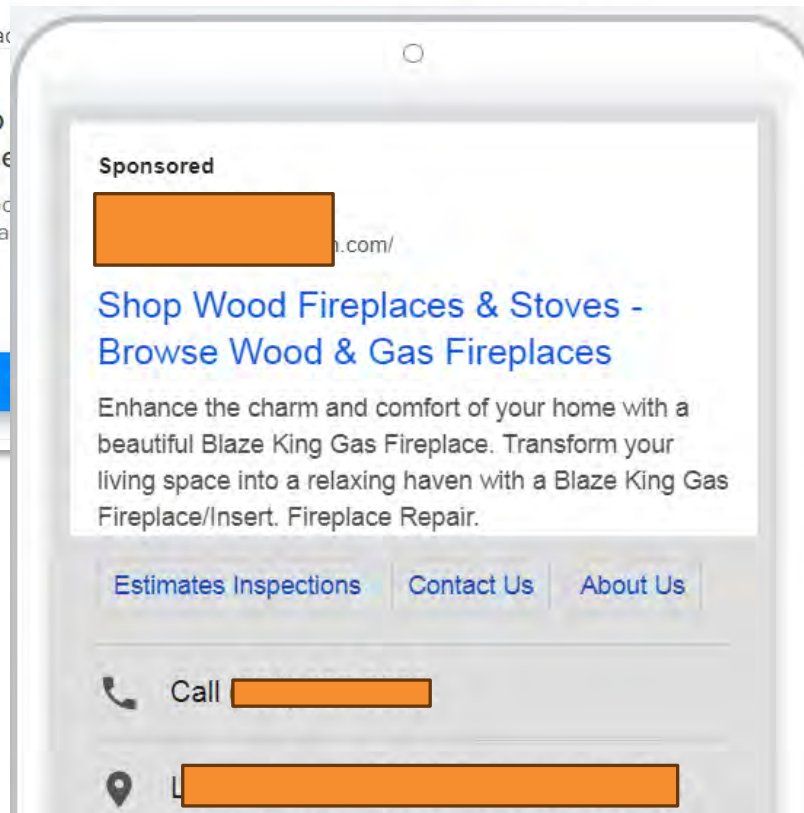 Sponsored
.com/
Shop Wood Fireplaces & Stoves -
Browse Wood & Gas Fireplaces
Enhance the charm and comfort of your home with a
beautiful Blaze King Gas Fireplace. Transform your
living space into a relaxing haven with a Blaze King Gas
Fireplace/Insert. Fireplace Repair.
Estimates Inspections Contact Us About Us
Call